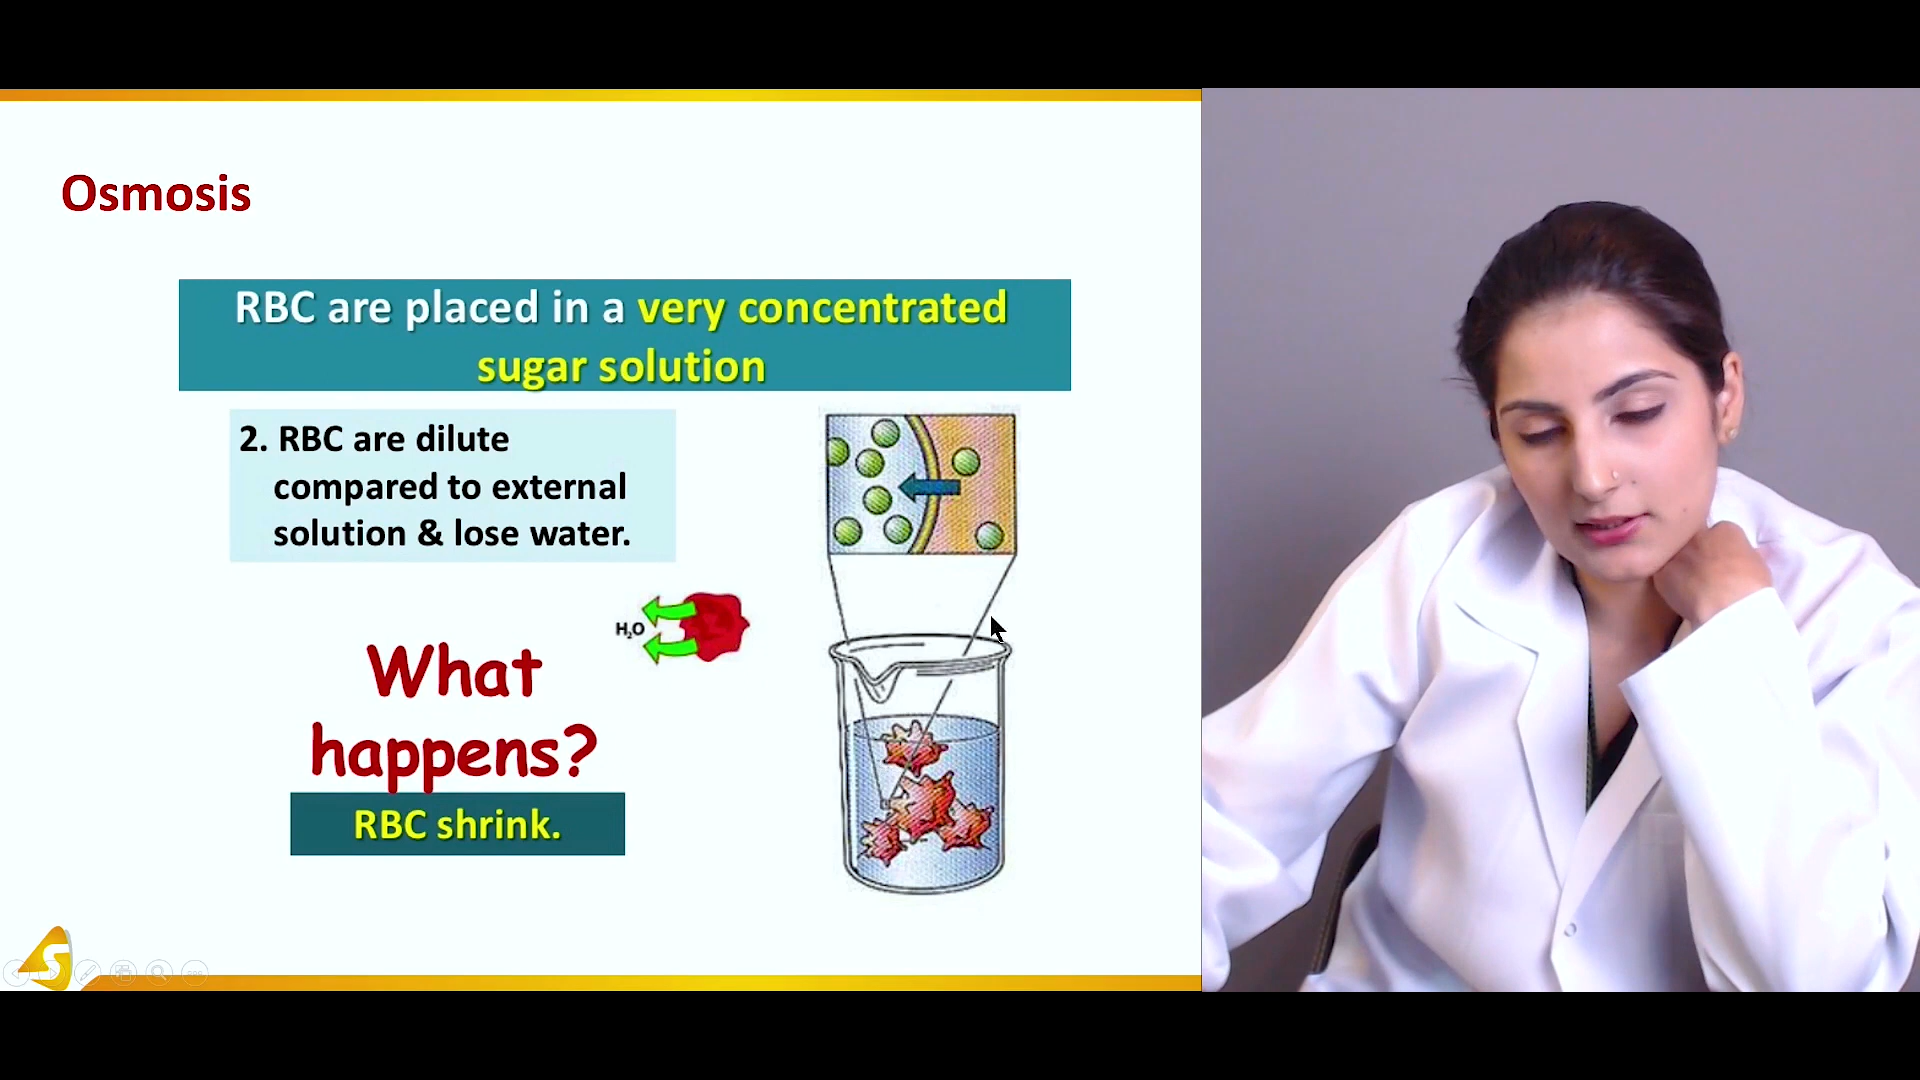 Osmosis
RBC are placed in a very concentrated
sugar solution
2. RBC are dilute
compared to external
solution & lose water.
H₂O
What
happens?
RBC shrink.
S